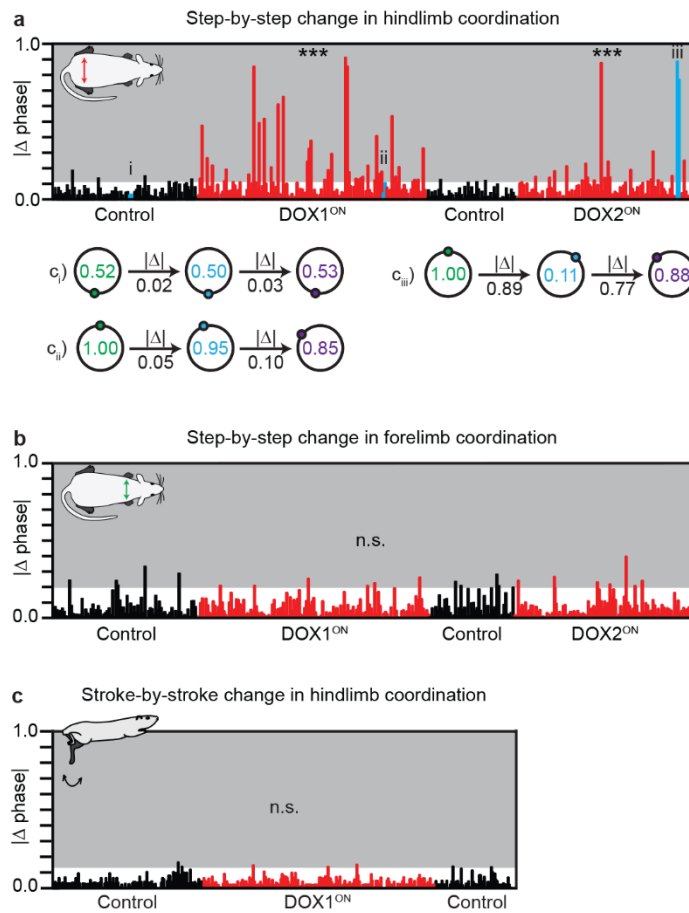 a
Step-by-step change in hindlimb coordination
|Δ phase|
1.0
0.0
***
***
i
ii
iii
Control
DOX1ᴼᴺ
Control
DOX2ᴼᴺ
cᵢ) 0.52 |Δ| 0.02 0.50 |Δ| 0.03 0.53
cᵢᵢᵢ) 1.00 |Δ| 0.89 0.11 |Δ| 0.77 0.88
cᵢᵢ) 1.00 |Δ| 0.05 0.95 |Δ| 0.10 0.85
b
Step-by-step change in forelimb coordination
|Δ phase|
1.0
0.0
n.s.
Control
DOX1ᴼᴺ
Control
DOX2ᴼᴺ
c
Stroke-by-stroke change in hindlimb coordination
|Δ phase|
1.0
0.0
n.s.
Control
DOX1ᴼᴺ
Control